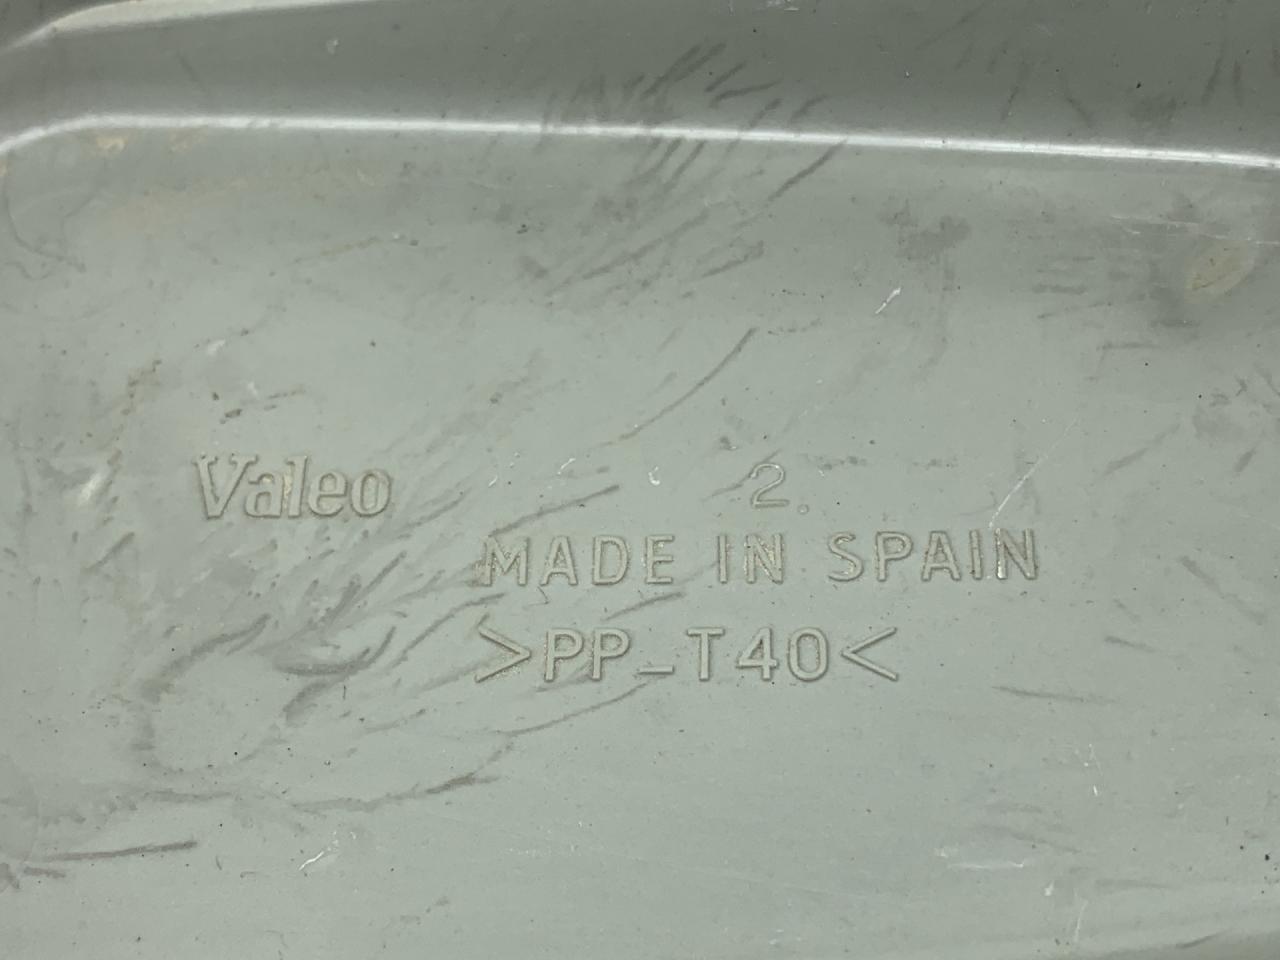 Valeo
2.
MADE IN SPAIN
>PP-T40<